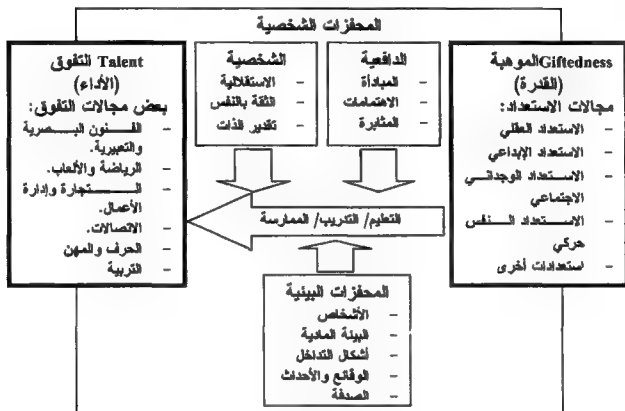 المحفزات الشخصية
Giftednessالموهبة
(القدرة)
مجالات الاستعداد:
- الاستعداد العقلي
- الاستعداد الإبداعي
- الاستعداد الوجداني
الاجتماعي
- الاستعداد النفس
حركي
- استعدادات أخرى
الدافعية
- المبادأة
- الاهتمامات
- المثابرة
الشخصية
- الاستقلالية
- الثقة بالنفس
- تقدير الذات
التعليم/ التدريب/ الممارسة
المحفزات البيئية
- الأشخاص
- البيئة المادية
- أشكال التداخل
- الوقائع والأحداث
- الصدفة
Talent التفوق
(الأداء)
بعض مجالات التفوق:
- الفنون البصرية
والتعبيرية.
- الرياضة والألعاب.
- التجارة وإدارة
الأعمال.
- الاتصالات.
- الحرف والمهن
- التربية